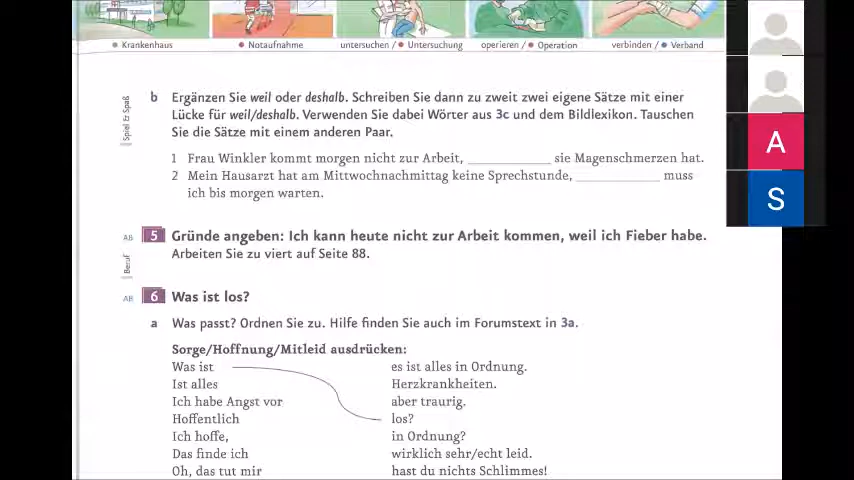 Krankenhaus
Notaufnahme
untersuchen / Untersuchung
operieren / Operation
verbinden / Verband
Spiel & Spaß
b Ergänzen Sie weil oder deshalb. Schreiben Sie dann zu zweit zwei eigene Sätze mit einer
Lücke für weil/deshalb. Verwenden Sie dabei Wörter aus 3c und dem Bildlexikon. Tauschen
Sie die Sätze mit einem anderen Paar.
1 Frau Winkler kommt morgen nicht zur Arbeit, ___________ sie Magenschmerzen hat.
2 Mein Hausarzt hat am Mittwochnachmittag keine Sprechstunde, ___________ muss
ich bis morgen warten.
AB 5 Gründe angeben: Ich kann heute nicht zur Arbeit kommen, weil ich Fieber habe.
Beruf
Arbeiten Sie zu viert auf Seite 88.
AB 6 Was ist los?
a Was passt? Ordnen Sie zu. Hilfe finden Sie auch im Forumstext in 3a.
Sorge/Hoffnung/Mitleid ausdrücken:
Was ist es ist alles in Ordnung.
Ist alles Herzkrankheiten.
Ich habe Angst vor aber traurig.
Hoffentlich los?
Ich hoffe, in Ordnung?
Das finde ich wirklich sehr/echt leid.
Oh, das tut mir hast du nichts Schlimmes!
A
S